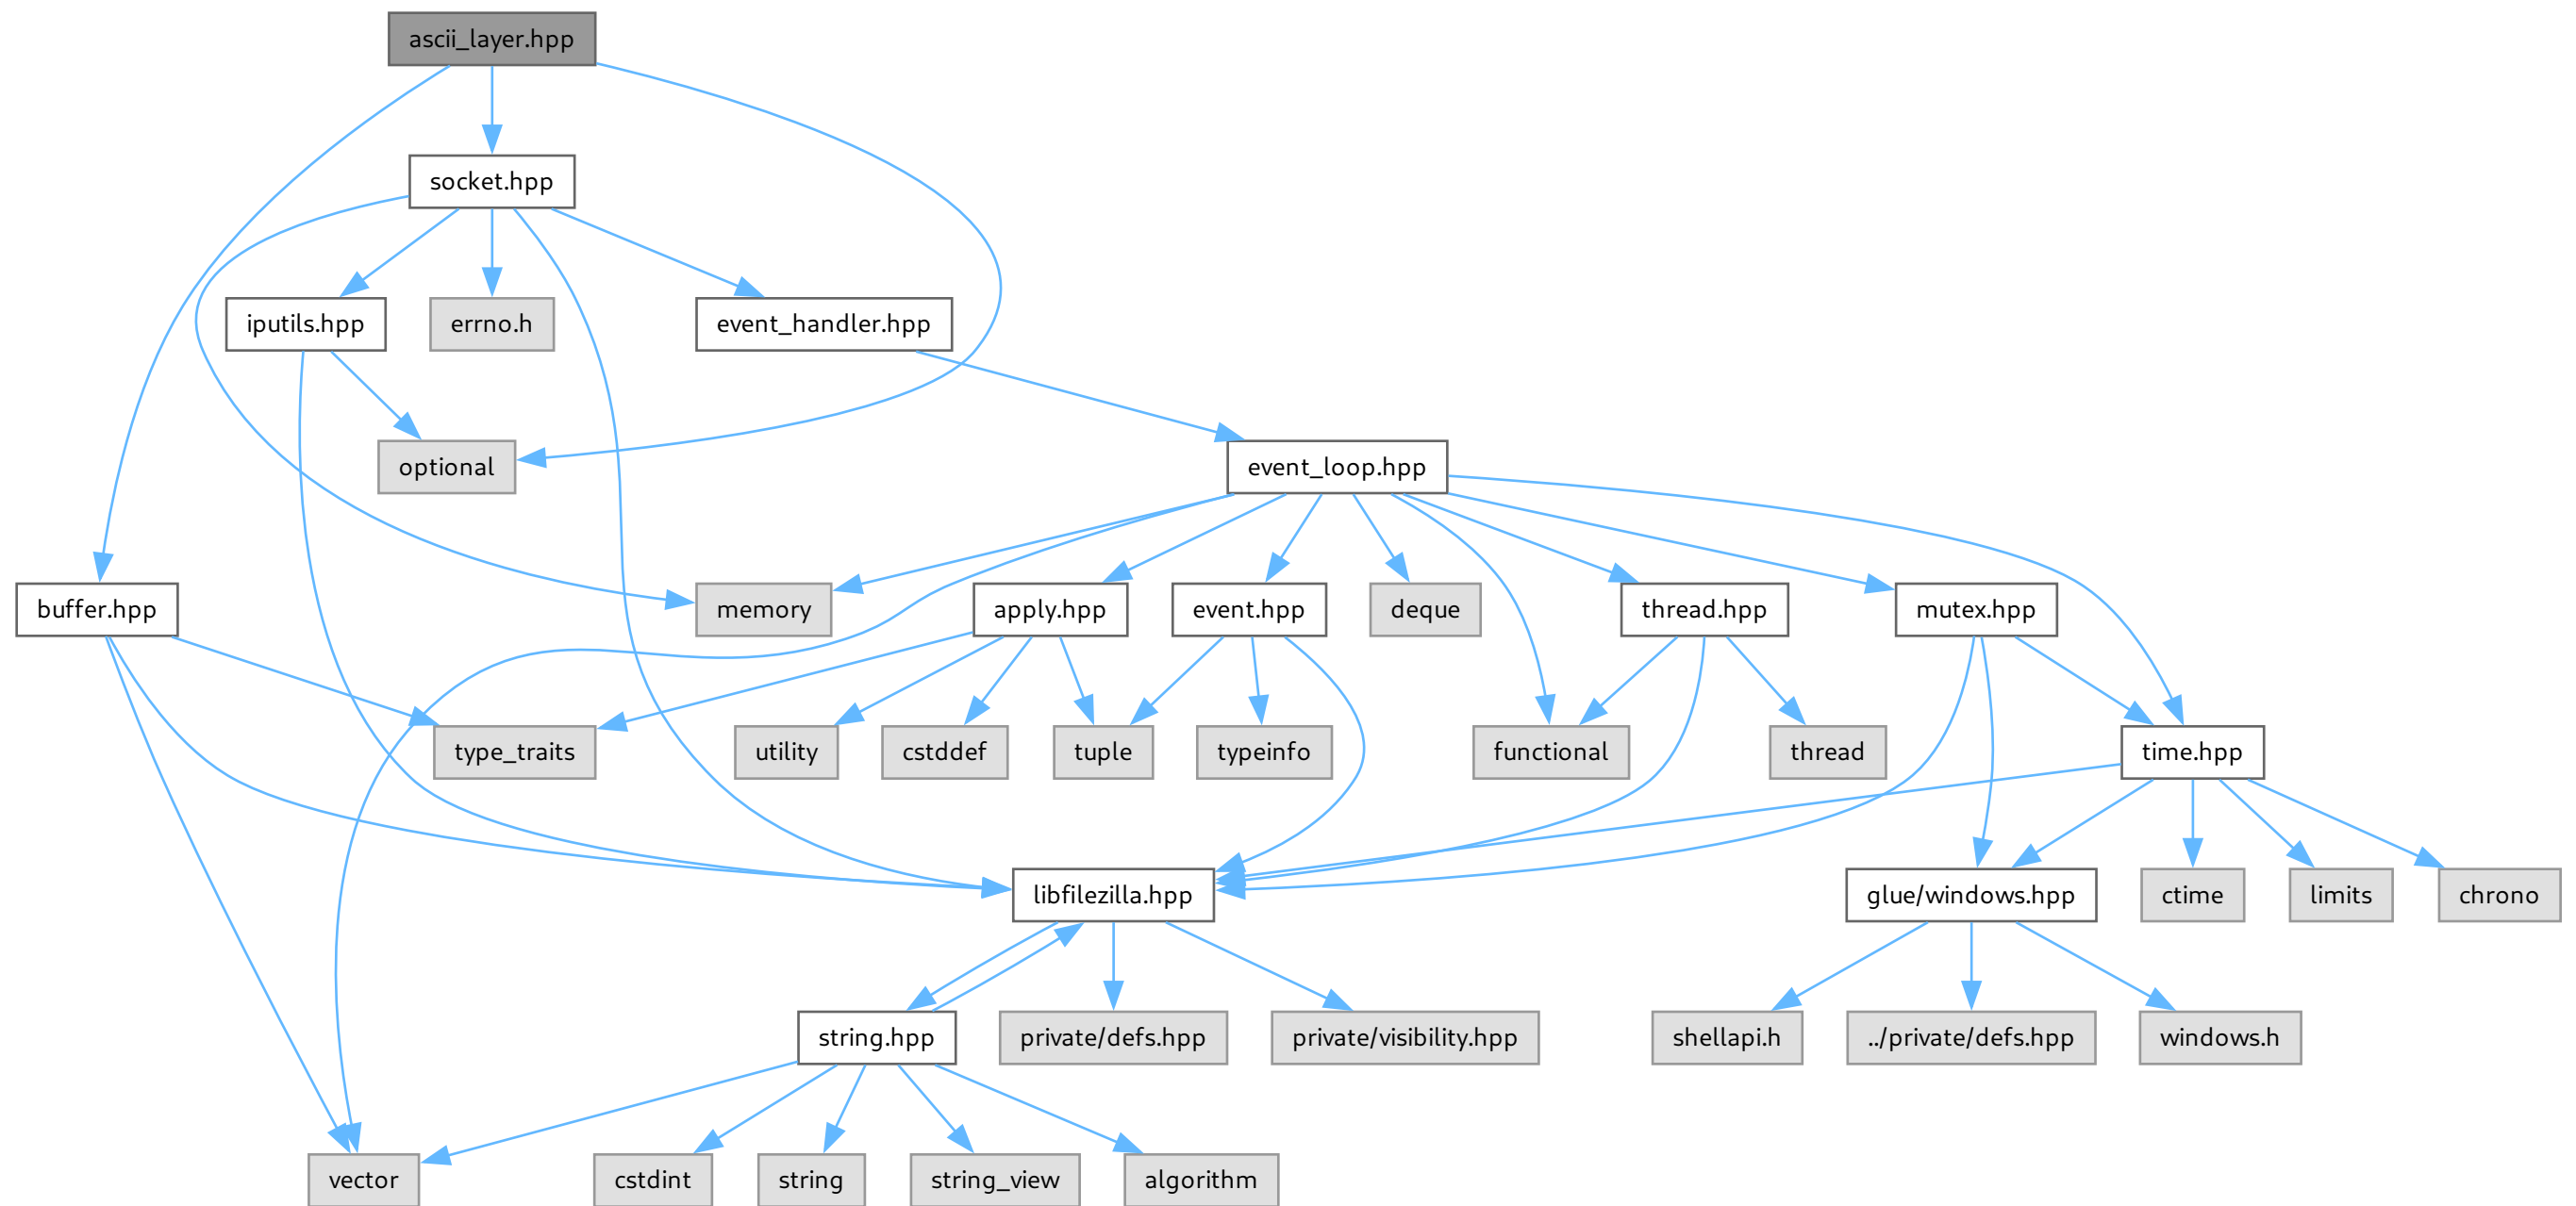 ascii_layer.hpp
socket.hpp
iputils.hpp
errno.h
event_handler.hpp
optional
event_loop.hpp
buffer.hpp
memory
apply.hpp
event.hpp
deque
thread.hpp
mutex.hpp
type_traits
utility
cstddef
tuple
typeinfo
functional
thread
time.hpp
libfilezilla.hpp
glue/windows.hpp
ctime
limits
chrono
string.hpp
private/defs.hpp
private/visibility.hpp
shellapi.h
../private/defs.hpp
windows.h
vector
cstdint
string
string_view
algorithm